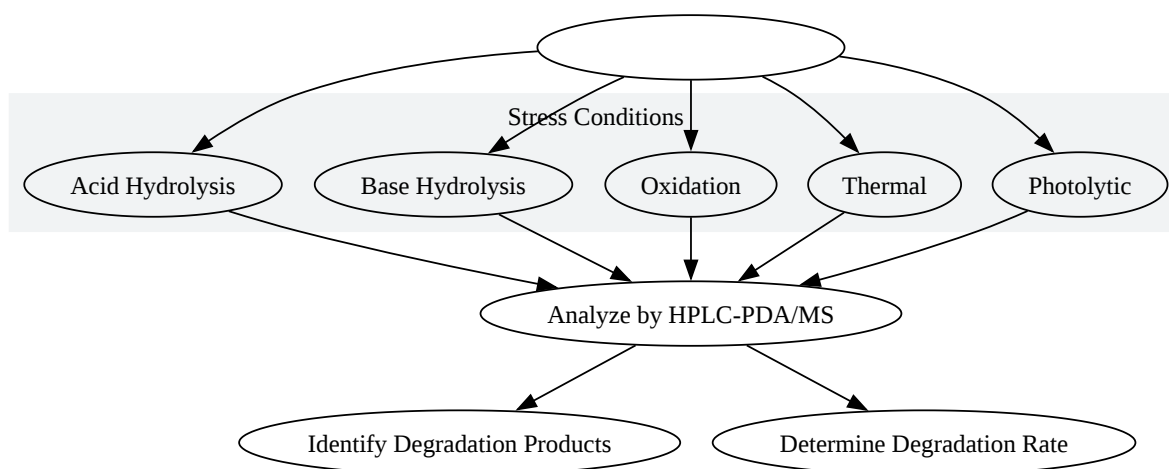 Stress Conditions
Acid Hydrolysis
Base Hydrolysis
Oxidation
Thermal
Photolytic
Analyze by HPLC-PDA/MS
Identify Degradation Products
Determine Degradation Rate